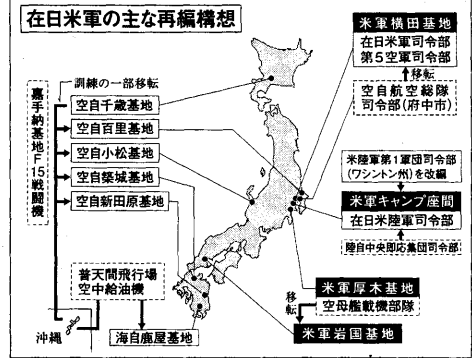 在日米軍の主な再編構想
米軍横田基地
在日米軍司令部
第5空軍司令部
移転
空自航空総隊
司令部(府中市)
訓練の一部移転
嘉手納基地F15戦闘機
空自千歳基地
空自百里基地
空自小松基地
空自築城基地
空自新田原基地
米陸軍第1軍団司令部
(ワシントン州)を改編
米軍キャンプ座間
在日米陸軍司令部
陸自中央即応集団司令部
普天間飛行場
空中給油機
米軍厚木基地
空母艦載機部隊
移転
米軍岩国基地
沖縄
海自鹿屋基地